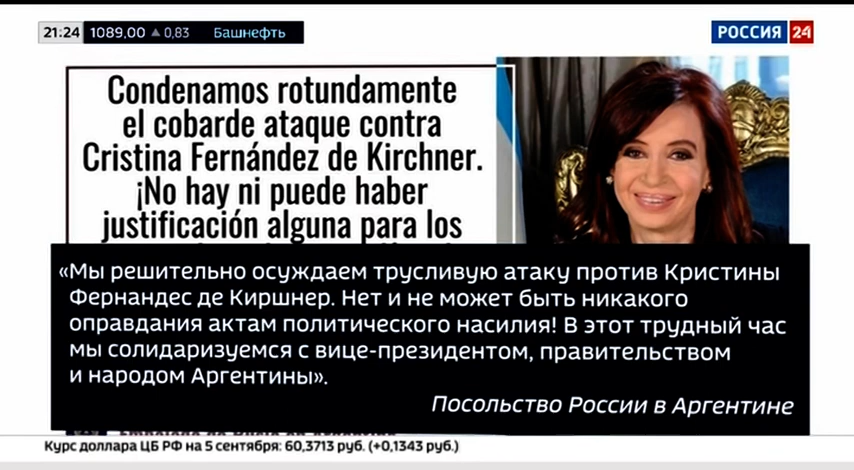 21:24 1089,00 ▲ 0,83 Башнефть
РОССИЯ 24
Condenamos rotundamente
el cobarde ataque contra
Cristina Fernández de Kirchner.
¡No hay ni puede haber
justificación alguna para los
«Мы решительно осуждаем трусливую атаку против Кристины
Фернандес де Киршнер. Нет и не может быть никакого
оправдания актам политического насилия! В этот трудный час
мы солидаризуемся с вице-президентом, правительством
и народом Аргентины».
Посольство России в Аргентине
Курс доллара ЦБ РФ на 5 сентября: 60,3713 руб. (+0,1343 руб.)